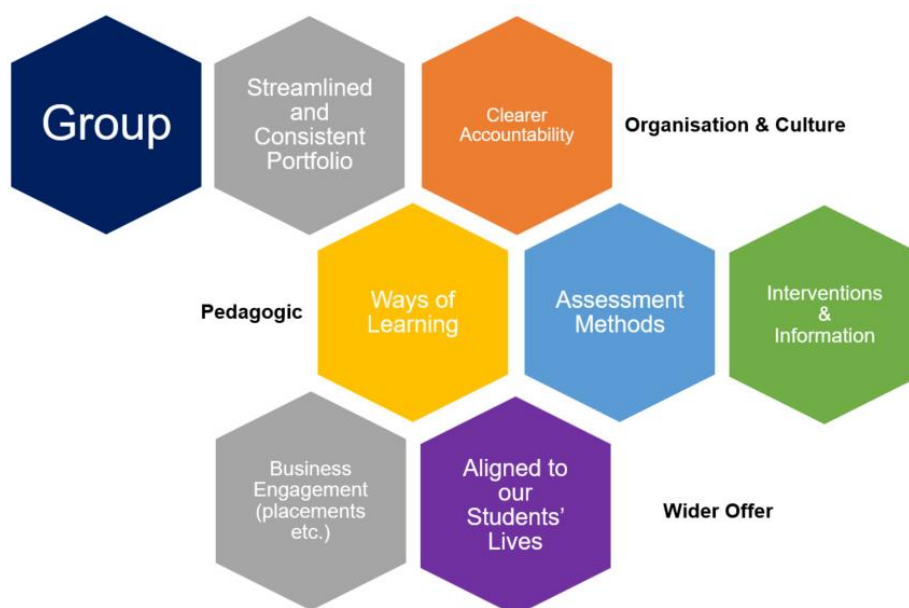 Group
Streamlined
and
Consistent
Portfolio
Clearer
Accountability
Organisation & Culture
Pedagogic
Ways of
Learning
Assessment
Methods
Interventions
&
Information
Business
Engagement
(placements
etc.)
Aligned to
our
Students’
Lives
Wider Offer